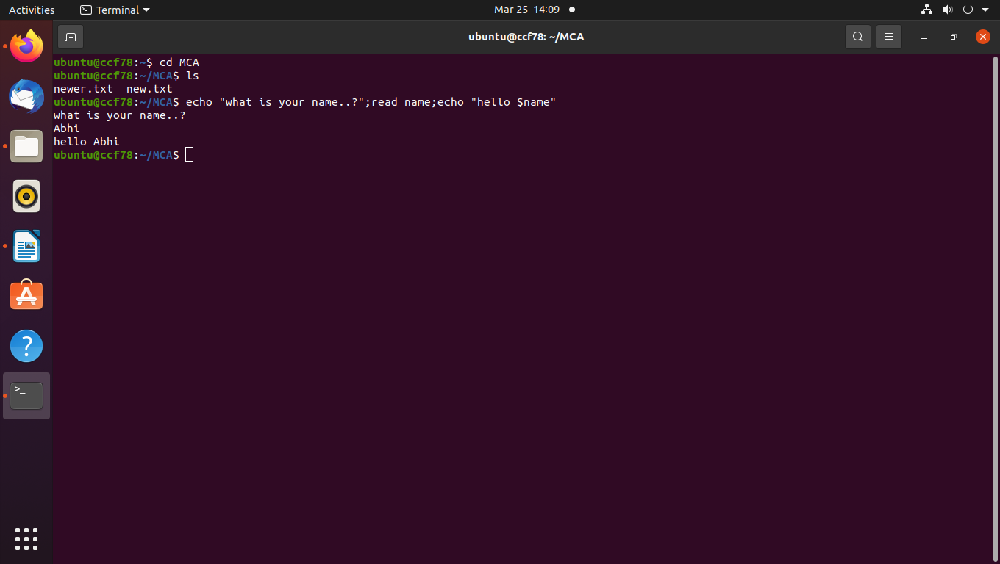 Activities
Terminal
Mar 25 14:09
ubuntu@ccf78: ~/MCA
ubuntu@ccf78:~$ cd MCA
ubuntu@ccf78:~/MCA$ ls
newer.txt  new.txt
ubuntu@ccf78:~/MCA$ echo "what is your name..?";read name;echo "hello $name"
what is your name..?
Abhi
hello Abhi
ubuntu@ccf78:~/MCA$